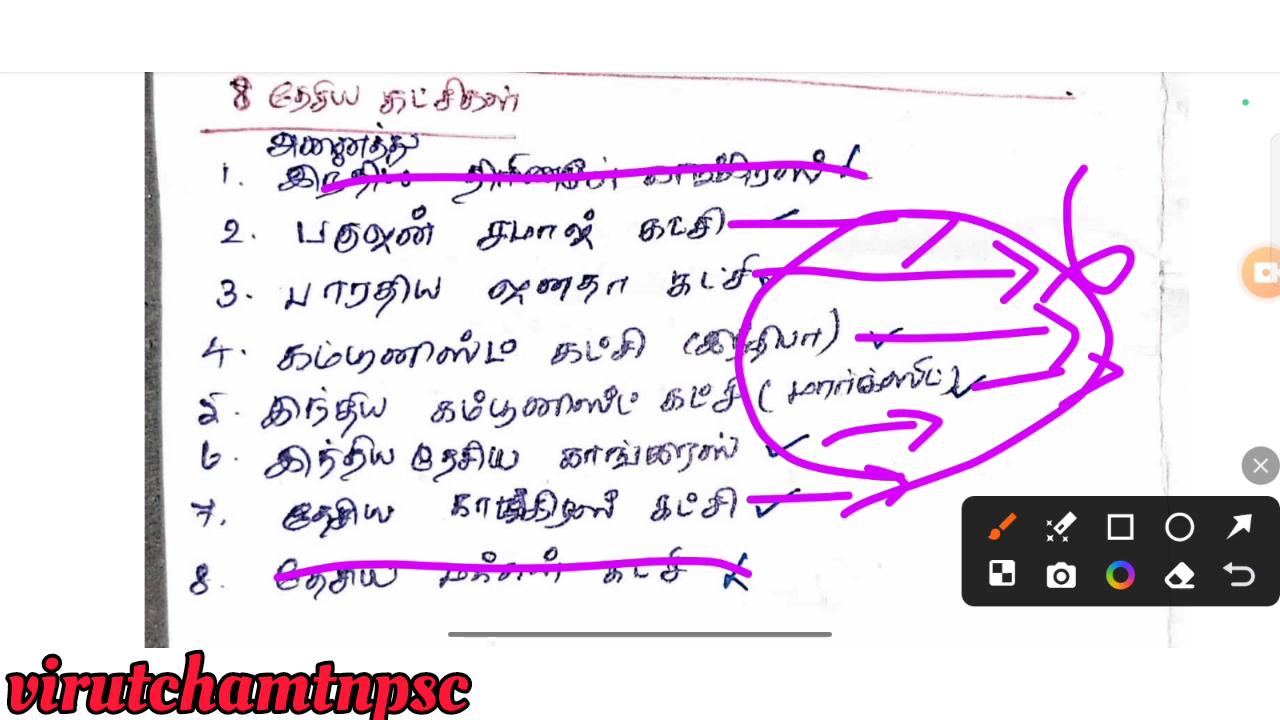 8 தேசிய கட்சிகள்
அனைத்து
1. இந்திய திரிணாமுல் காங்கிரஸ்
2. பகுஜன் சமாஜ் கட்சி
3. பாரதிய ஜனதா கட்சி
4. கம்யூனிஸ்ட் கட்சி (இந்தியா)
5. இந்திய கம்யூனிஸ்ட் கட்சி (மார்க்ஸிட்)
6. இந்திய தேசிய காங்கிரஸ்
7. தேசிய காங்கிரஸ் கட்சி
8. தேசிய மக்கள் கட்சி
6
virutchamtnpsc